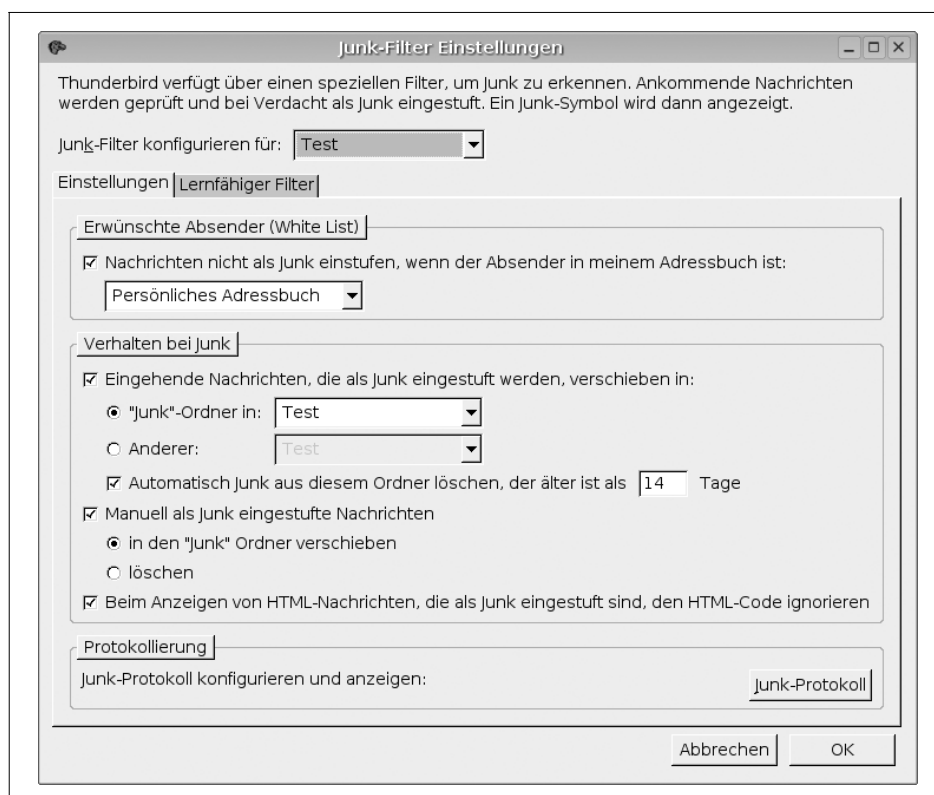 Junk-Filter Einstellungen
Thunderbird verfügt über einen speziellen Filter, um Junk zu erkennen. Ankommende Nachrichten
werden geprüft und bei Verdacht als Junk eingestuft. Ein Junk-Symbol wird dann angezeigt.
Junk-Filter konfigurieren für: Test
Einstellungen Lernfähiger Filter
Erwünschte Absender (White List)
Nachrichten nicht als Junk einstufen, wenn der Absender in meinem Adressbuch ist:
Persönliches Adressbuch
Verhalten bei Junk
Eingehende Nachrichten, die als Junk eingestuft werden, verschieben in:
"Junk"-Ordner in: Test
Anderer: Test
Automatisch Junk aus diesem Ordner löschen, der älter ist als 14 Tage
Manuell als Junk eingestufte Nachrichten
in den "Junk" Ordner verschieben
löschen
Beim Anzeigen von HTML-Nachrichten, die als Junk eingestuft sind, den HTML-Code ignorieren
Protokollierung
Junk-Protokoll konfigurieren und anzeigen:
Junk-Protokoll
Abbrechen OK